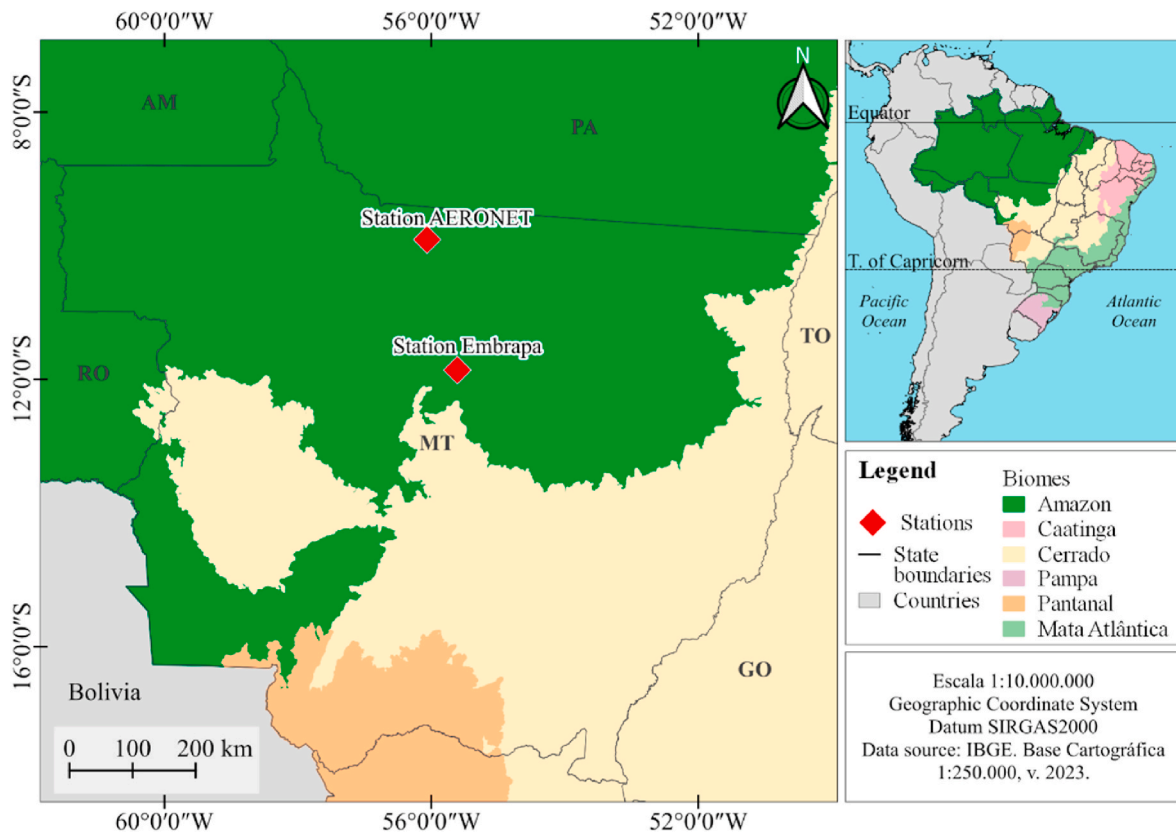 60°0′0″W 56°0′0″W 52°0′0″W
8°0′0″S
12°0′0″S
16°0′0″S
N
AM
PA
Station AERONET
Station Embrapa
RO
TO
MT
GO
Bolivia
0 100 200 km
60°0′0″W 56°0′0″W 52°0′0″W
Equator
T. of Capricorn
Pacific
Ocean
Atlantic
Ocean
Legend
Stations
State
boundaries
Countries
Biomes
Amazon
Caatinga
Cerrado
Pampa
Pantanal
Mata Atlântica
Escala 1:10.000.000
Geographic Coordinate System
Datum SIRGAS2000
Data source: IBGE. Base Cartográfica
1:250.000, v. 2023.